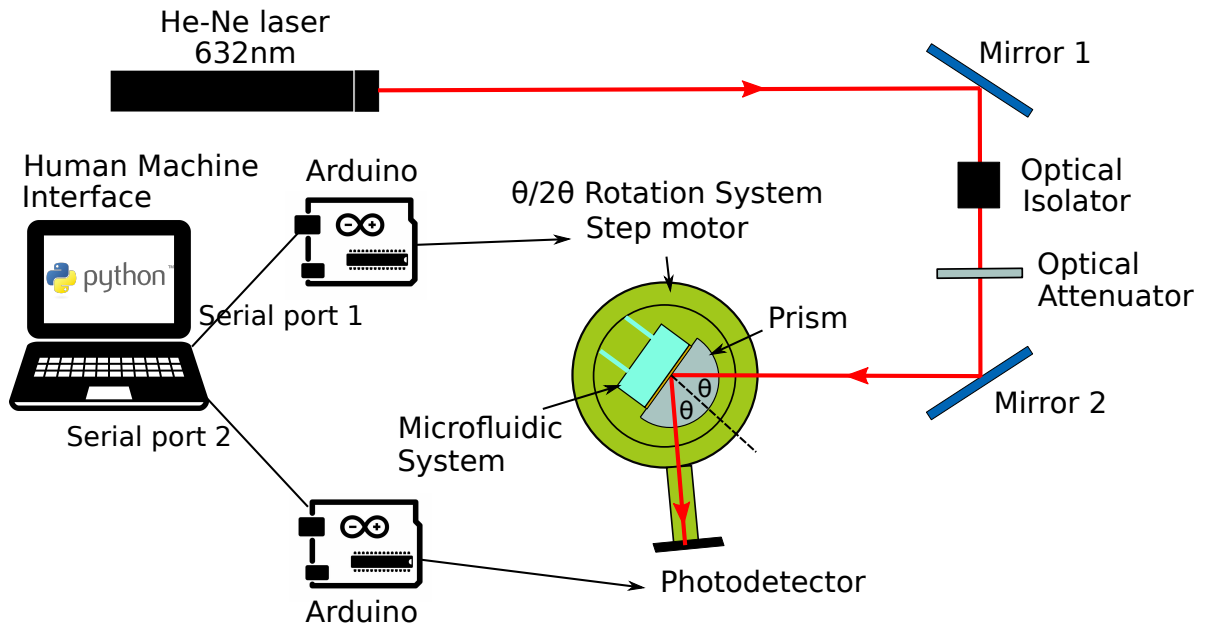 He-Ne laser
632nm
Mirror 1
Human Machine
Interface
Arduino
θ/2θ Rotation System
Step motor
Optical
Isolator
python™
Optical
Attenuator
Serial port 1
Prism
θ
θ
Mirror 2
Microfluidic
System
Serial port 2
Photodetector
Arduino